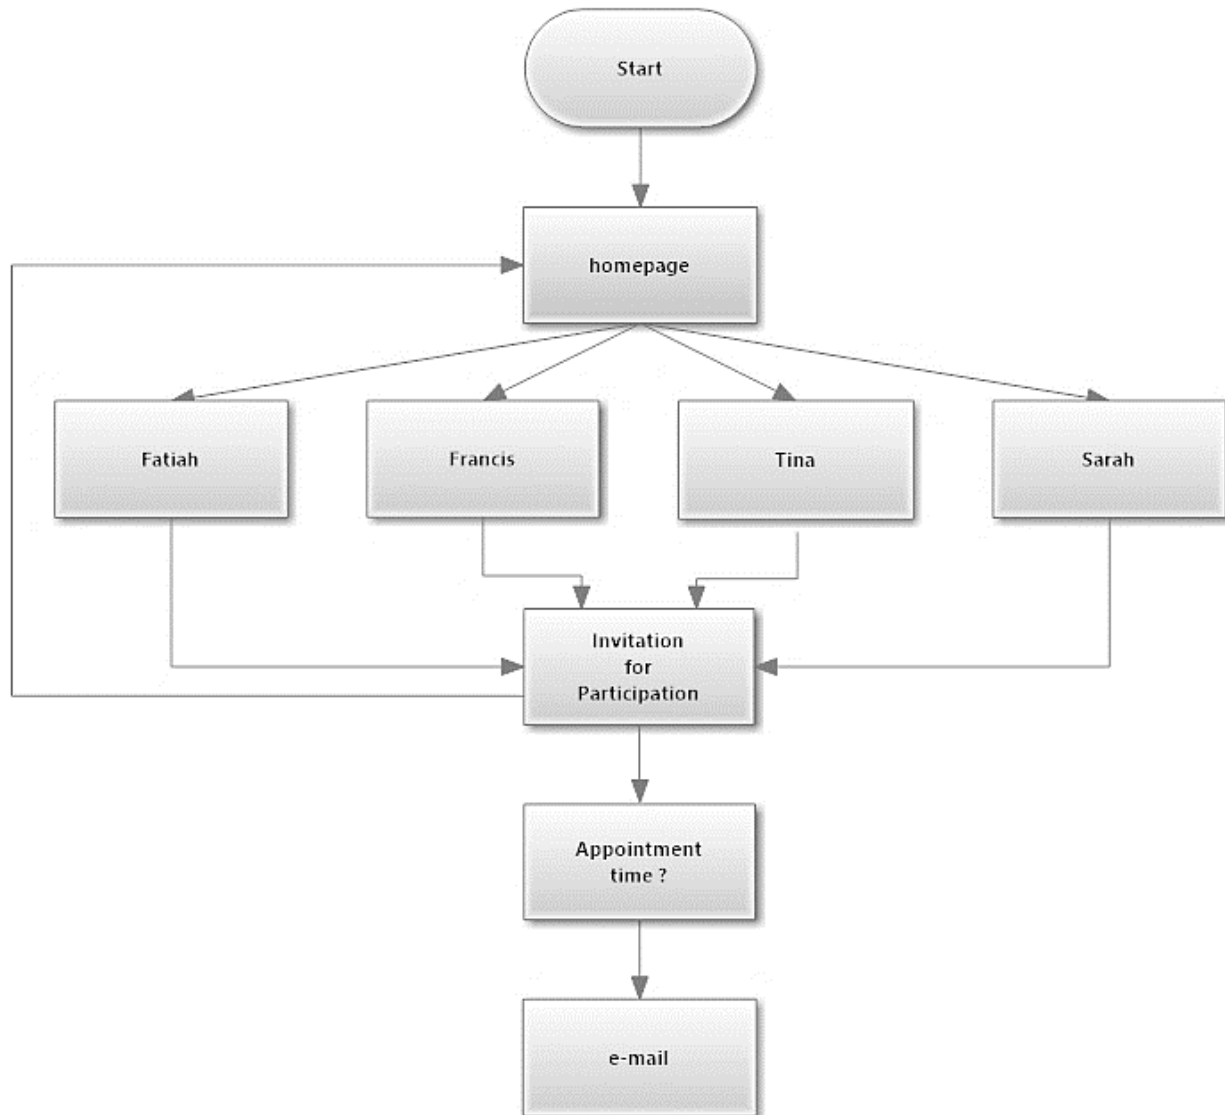 Start
homepage
Fatiah
Francis
Tina
Sarah
Invitation
for
Participation
Appointment
time ?
e-mail